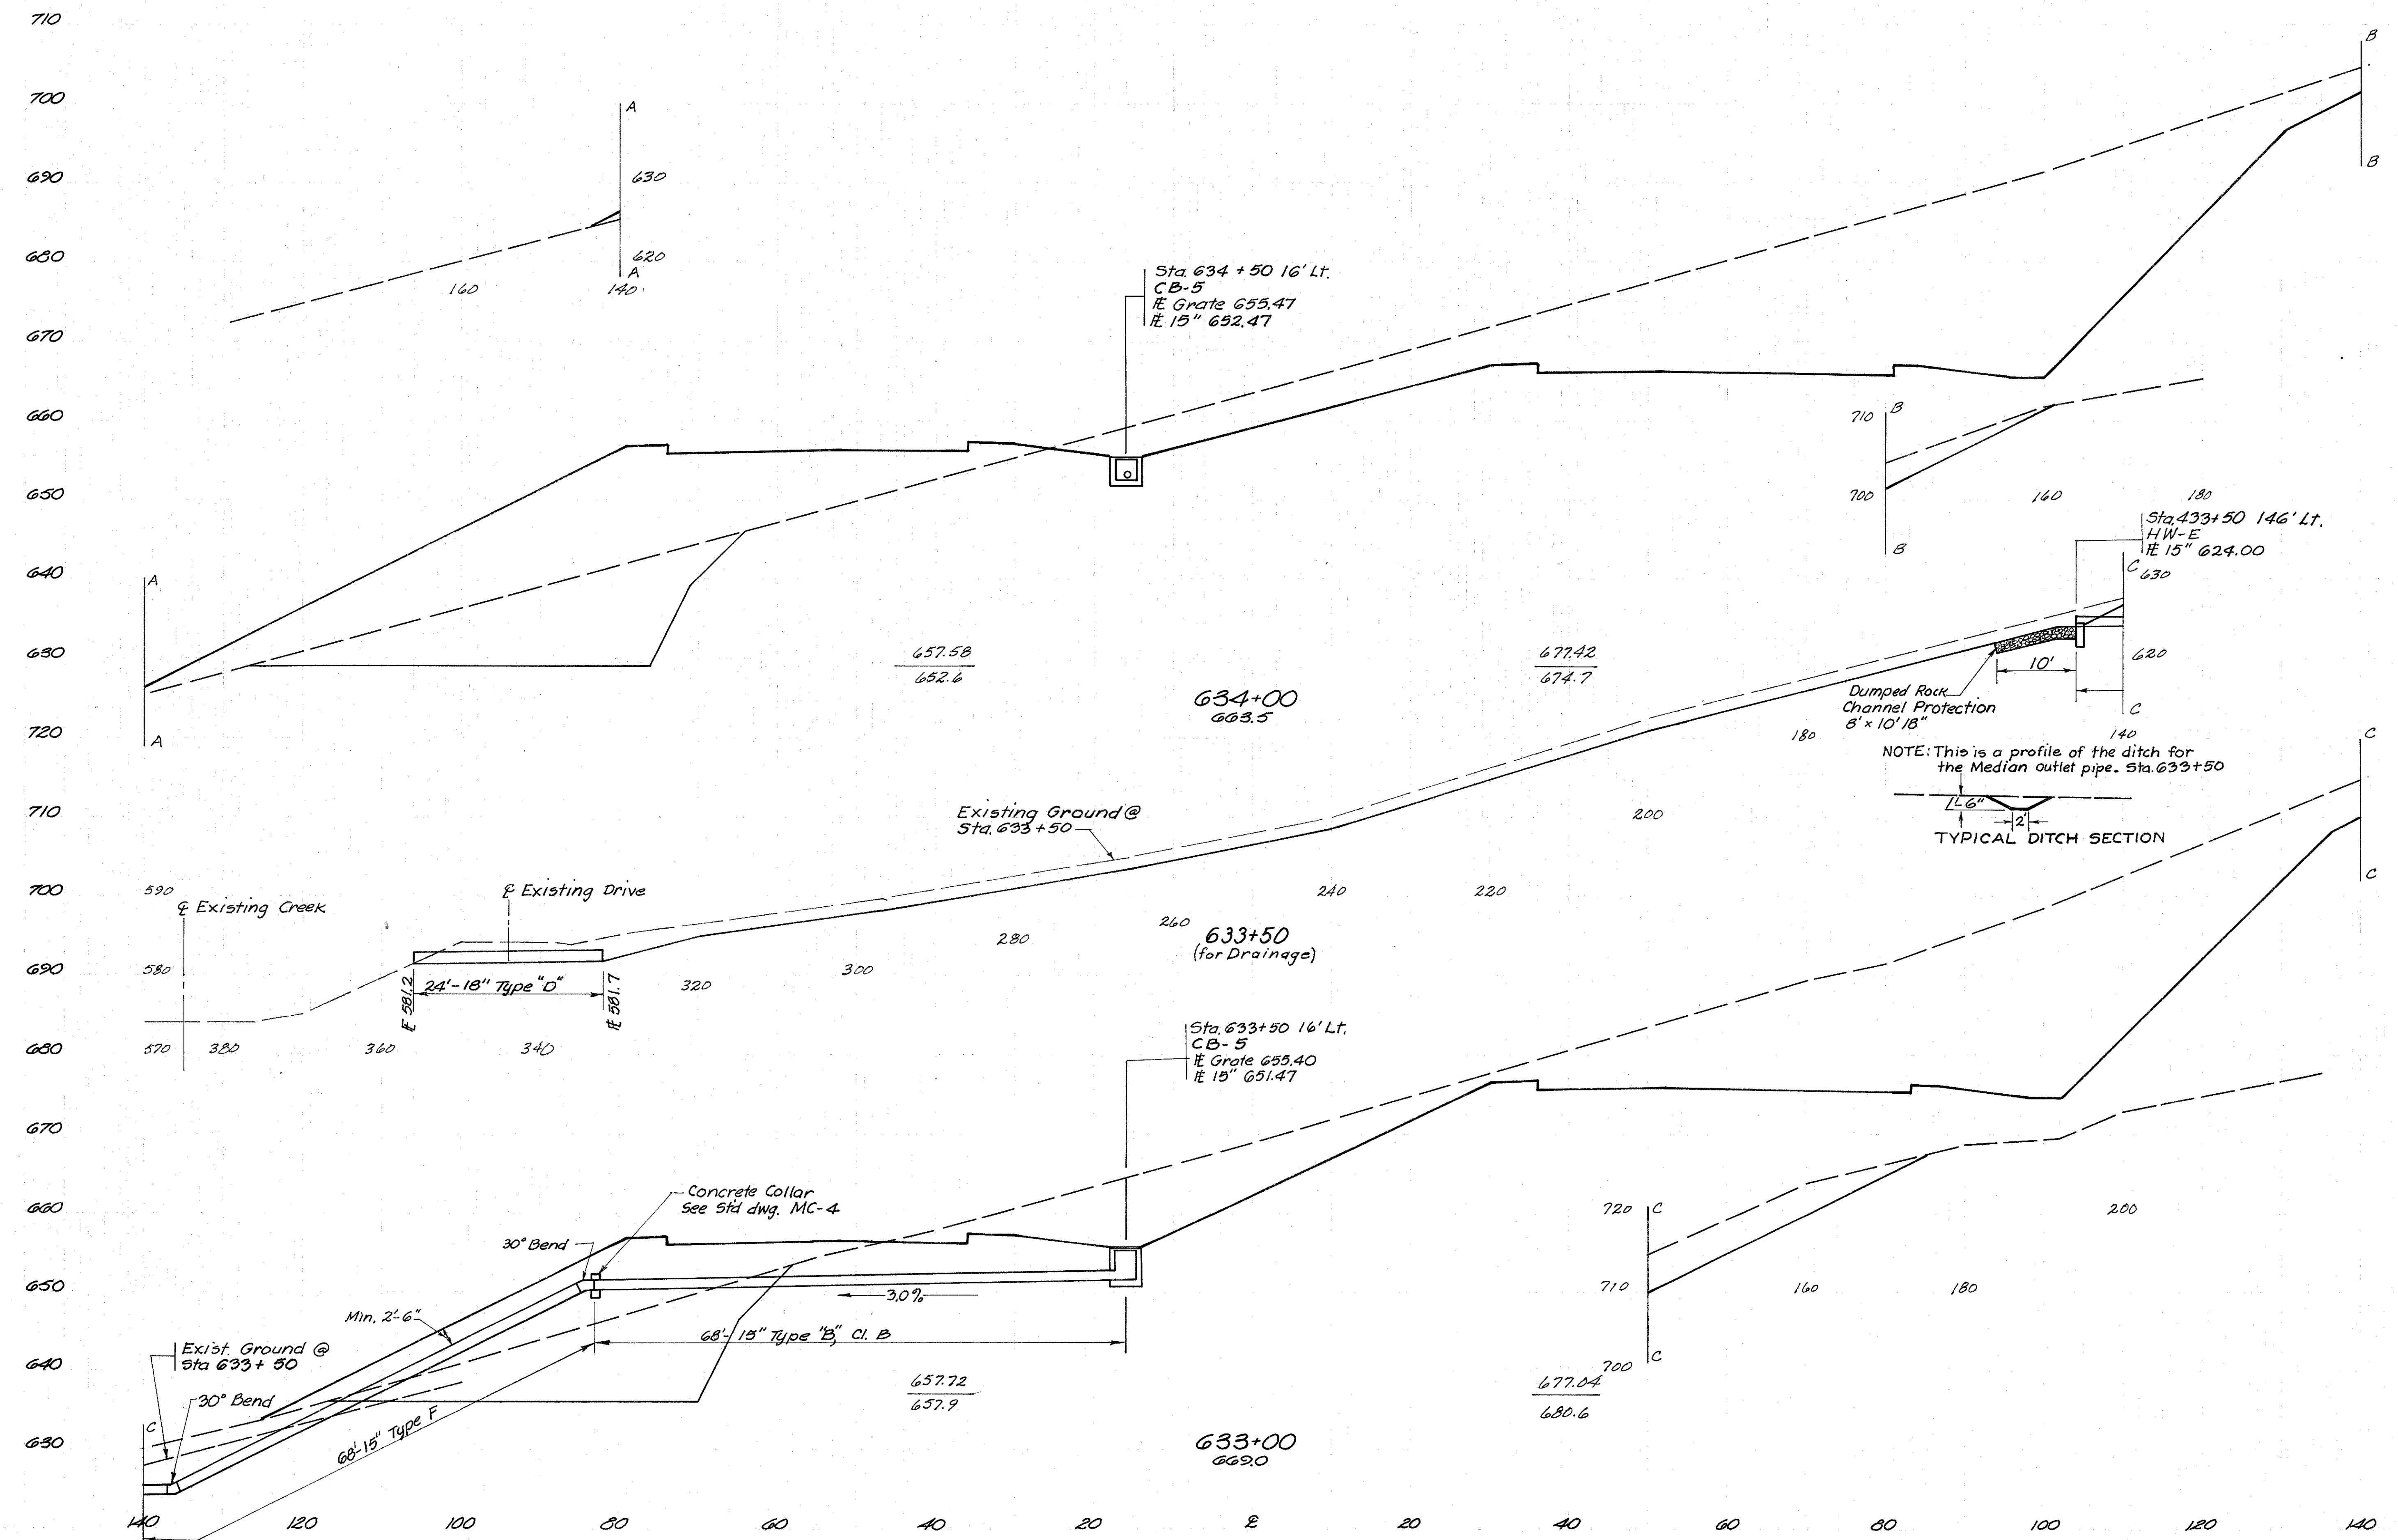 710
700
690
680
670
660
650
640
630
720
710
700
690
680
670
660
650
640
630
A
630
620
A
160
140
Sta. 634 + 50 16' Lt.
CB-5
FL Grate 655.47
FL 15" 652.47
B
B
710 B
700
B
160
180
A
A
657.58
652.6
677.42
674.7
634+00
663.5
Sta. 433+50 146' Lt.
HW-E
FL 15" 624.00
C 630
620
C
140
10'
Dumped Rock
Channel Protection
8' x 10' 18"
180
NOTE: This is a profile of the ditch for
the Median outlet pipe. Sta. 633+50
1'-6"
2'
TYPICAL DITCH SECTION
200
Existing Ground @
Sta. 633+50
590
℄ Existing Creek
℄ Existing Drive
240
220
260
280
633+50
(for Drainage)
580
300
320
FL 581.2
24'-18" Type "D"
FL 581.7
570
380
360
340
C
C
Sta. 633+50 16' Lt.
CB-5
FL Grate 655.40
FL 15" 651.47
Concrete Collar
See Std dwg. MC-4
30° Bend
Min. 2'-6"
3.0%
68'-15" Type "B", Cl. B
Exist. Ground @
Sta 633+ 50
30° Bend
C
68'-15" Type F
657.72
657.9
677.04
680.6
633+00
669.0
720 C
710
700 C
160
180
200
140 120 100 80 60 40 20 ℄ 20 40 60 80 100 120 140